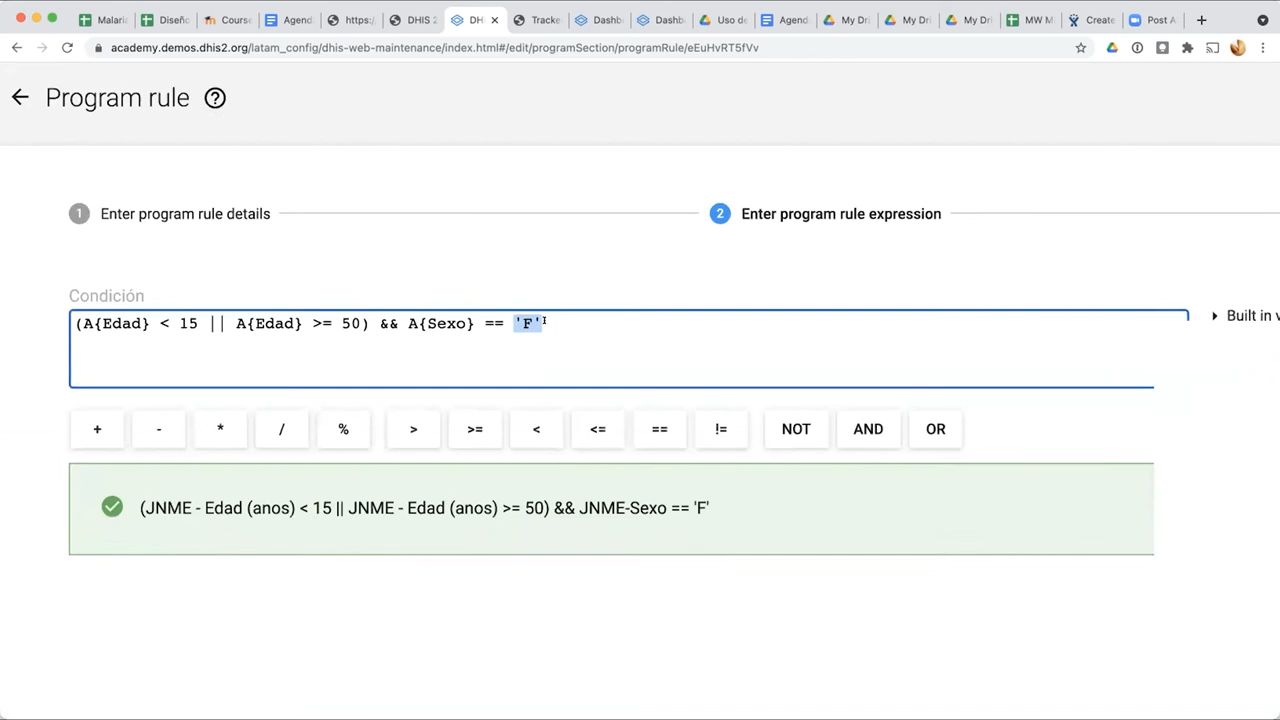 Malaria
Diseño
Course
Agend
https:/
DHIS 2
DH
Tracke
Dashb
Dashb
Uso de
Agend
My Dri
My Dri
My Dri
MW M
Create
Post A
academy.demos.dhis2.org/latam_config/dhis-web-maintenance/index.html#/edit/programSection/programRule/eEuHvRT5fVv
Program rule
1 Enter program rule details
2 Enter program rule expression
Condición
(A{Edad} < 15 || A{Edad} >= 50) && A{Sexo} == 'F'
Built in v
+ - * / % > >= < <= == != NOT AND OR
(JNME - Edad (anos) < 15 || JNME - Edad (anos) >= 50) && JNME-Sexo == 'F'